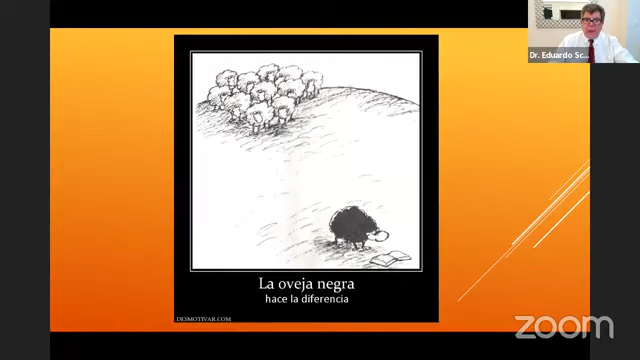 Dr. Eduardo Sc...
La oveja negra
hace la diferencia
DESMOTIVAR.COM
zoom